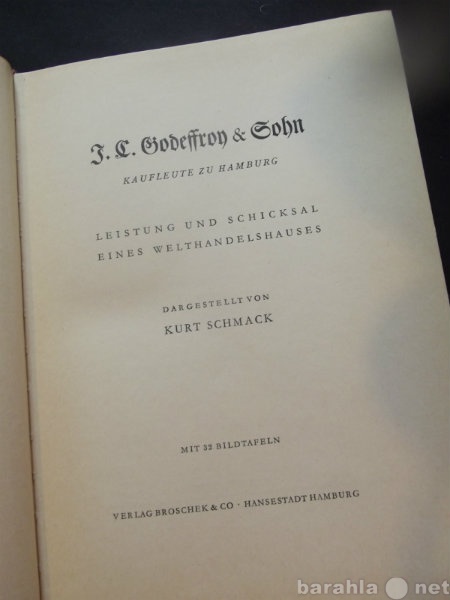 J. C. Godeffroy & Sohn
KAUFLEUTE ZU HAMBURG
LEISTUNG UND SCHICKSAL
EINES WELTHANDELSHAUSES
DARGESTELLT VON
KURT SCHMACK
MIT 32 BILDTAFELN
VERLAG BROSCHEK & CO · HANSESTADT HAMBURG
barahla.net